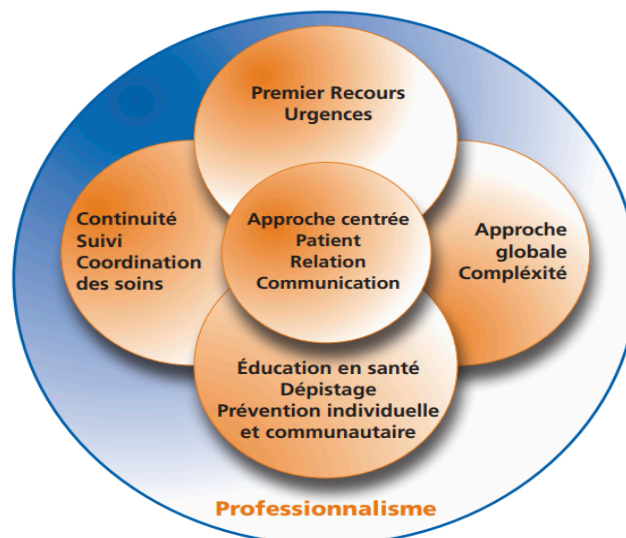 Premier Recours
Urgences
Continuité
Suivi
Coordination
des soins
Approche centrée
Patient
Relation
Communication
Approche
globale
Compléxité
Éducation en santé
Dépistage
Prévention individuelle
et communautaire
Professionnalisme